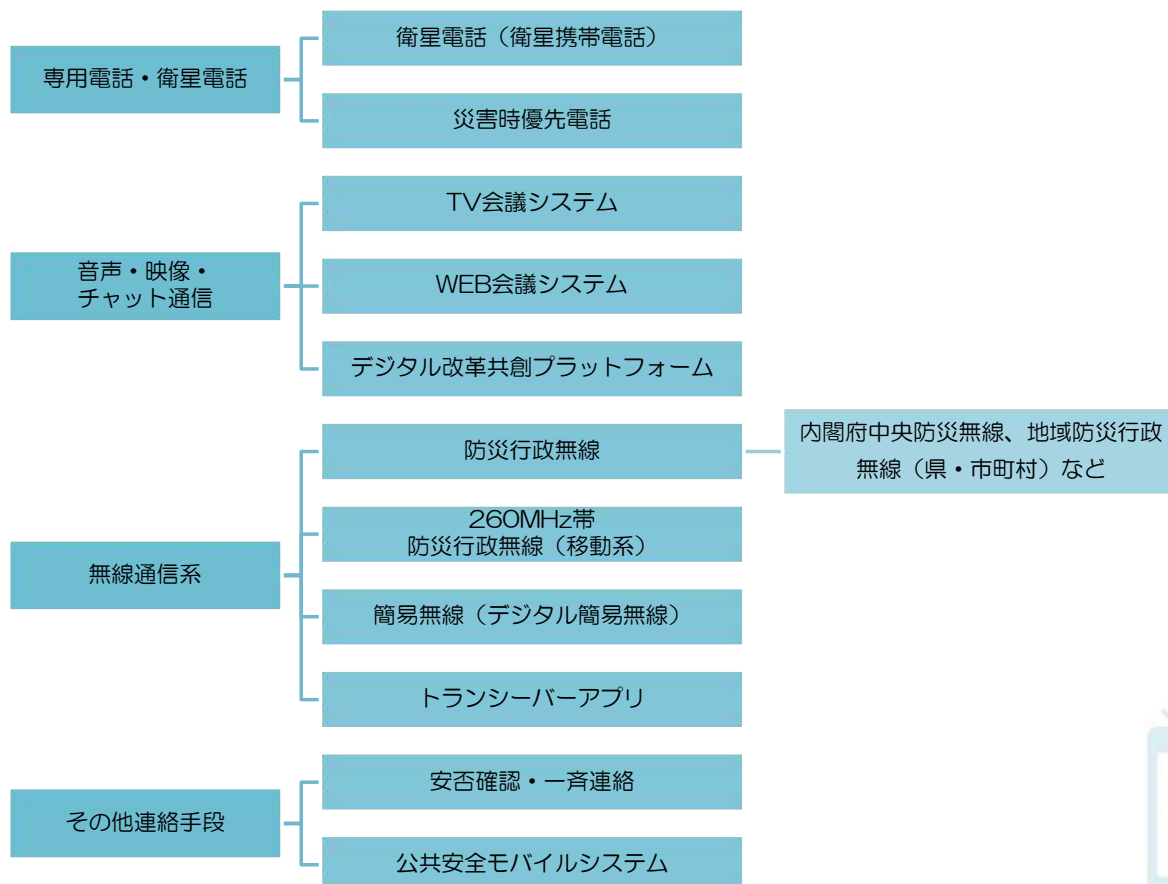 専用電話・衛星電話
衛星電話（衛星携帯電話）
災害時優先電話
音声・映像・
チャット通信
TV会議システム
WEB会議システム
デジタル改革共創プラットフォーム
無線通信系
防災行政無線
内閣府中央防災無線、地域防災行政
無線（県・市町村）など
260MHz帯
防災行政無線（移動系）
簡易無線（デジタル簡易無線）
トランシーバーアプリ
その他連絡手段
安否確認・一斉連絡
公共安全モバイルシステム